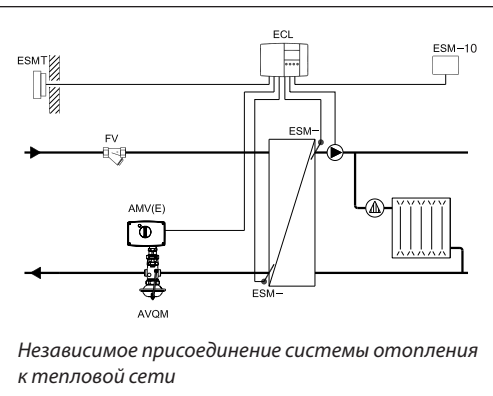 ECL
ESMT
ESM-10
FV
ESM-
AMV(E)
ESM-
AVQM
Независимое присоединение системы отопления
к тепловой сети